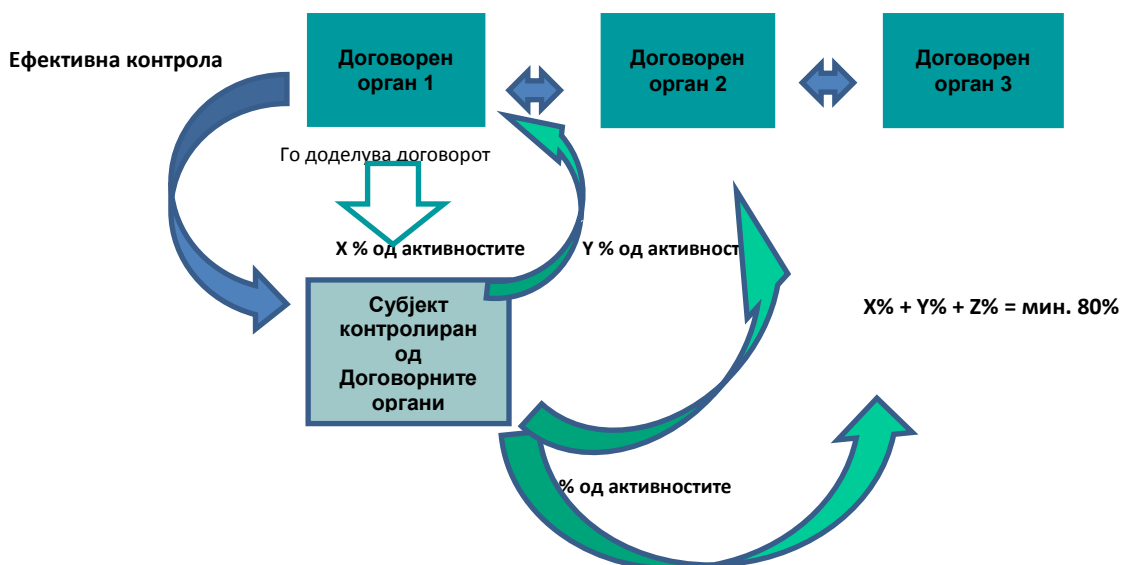 Ефективна контрола
Договорен
орган 1
Договорен
орган 2
Договорен
орган 3
Го доделува договорот
X % од активностите
Y % од активност
Субјект
контролиран
од
Договорните
органи
X% + Y% + Z% = мин. 80%
% од активностите